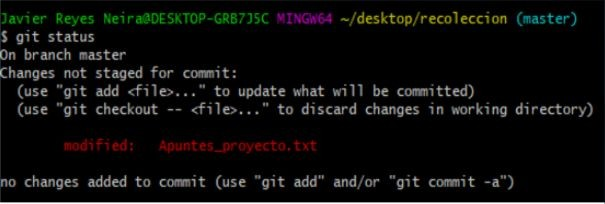 Javier Reyes Neira@DESKTOP-GRB7J5C MINGW64 ~/desktop/recoleccion (master)
$ git status
On branch master
Changes not staged for commit:
  (use "git add <file>..." to update what will be committed)
  (use "git checkout -- <file>..." to discard changes in working directory)

        modified:   Apuntes_proyecto.txt

no changes added to commit (use "git add" and/or "git commit -a")